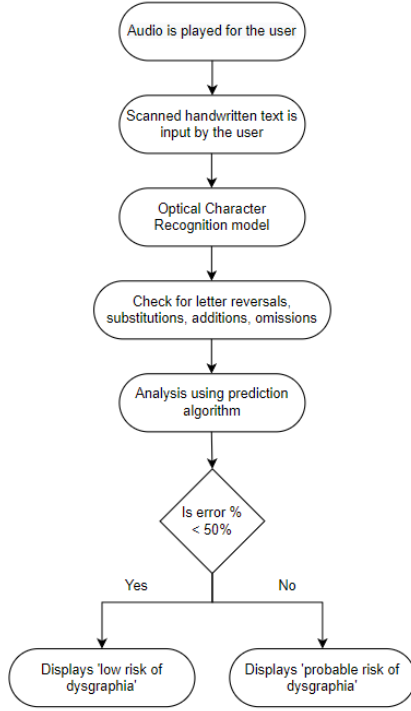 Audio is played for the user
Scanned handwritten text is
input by the user
Optical Character
Recognition model
Check for letter reversals,
substitutions, additions, omissions
Analysis using prediction
algorithm
Is error %
< 50%
Yes
No
Displays 'low risk of
dysgraphia'
Displays 'probable risk of
dysgraphia'